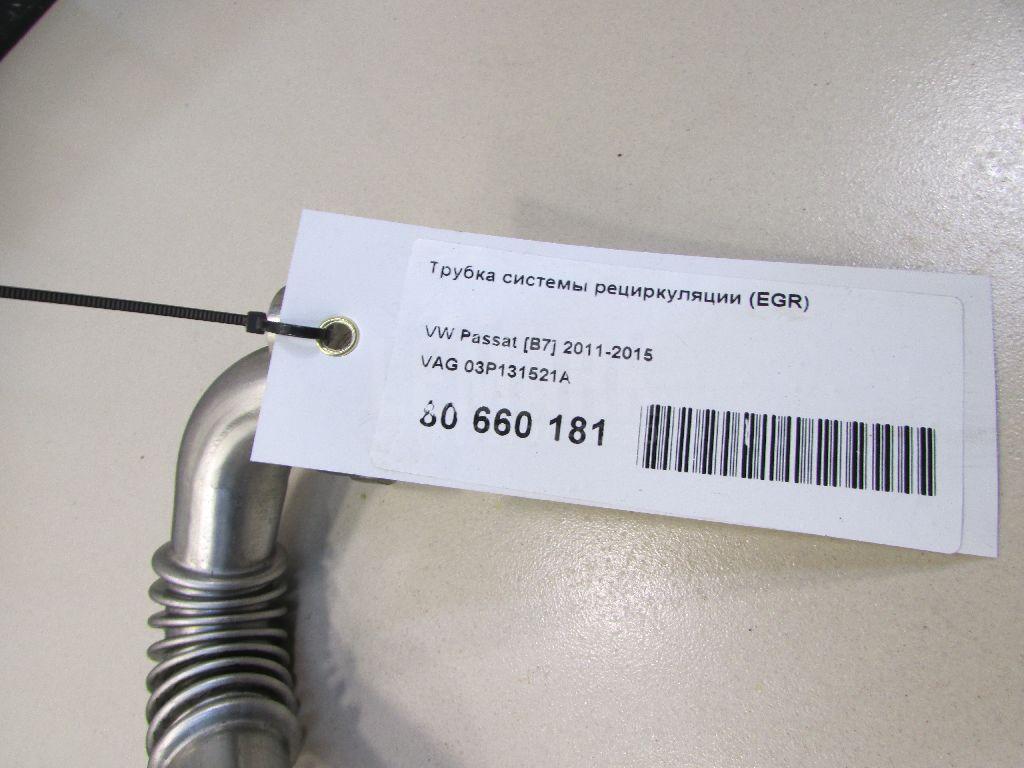 Трубка системы рециркуляции (EGR)
VW Passat [B7] 2011-2015
VAG 03P131521A
80 660 181